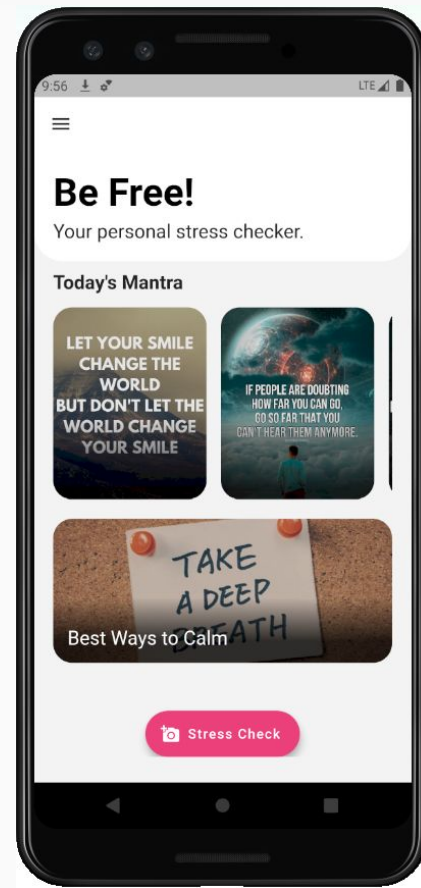 9:56
LTE
Be Free!
Your personal stress checker.
Today's Mantra
LET YOUR SMILE
CHANGE THE
WORLD
BUT DON'T LET THE
WORLD CHANGE
YOUR SMILE
IF PEOPLE ARE DOUBTING
HOW FAR YOU CAN GO,
GO SO FAR THAT YOU
CAN'T HEAR THEM ANYMORE.
TAKE
A DEEP
BREATH
Best Ways to Calm
Stress Check